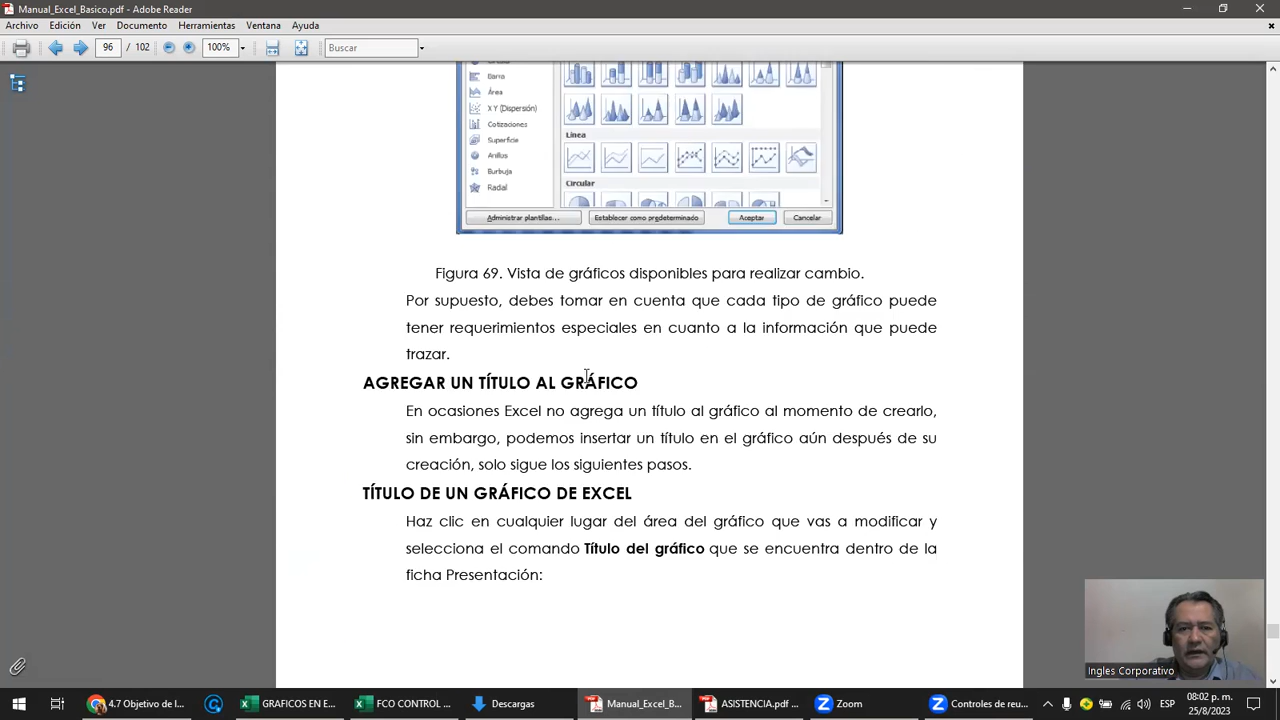 Manual_Excel_Basico.pdf - Adobe Reader
Archivo Edición Ver Documento Herramientas Ventana Ayuda
96 / 102 100% Buscar
Barra
Área
X Y (Dispersión)
Cotizaciones
Superficie
Anillos
Burbuja
Radial
Línea
Circular
Administrar plantillas... Establecer como predeterminado Aceptar Cancelar
Figura 69. Vista de gráficos disponibles para realizar cambio.
Por supuesto, debes tomar en cuenta que cada tipo de gráfico puede
tener requerimientos especiales en cuanto a la información que puede
trazar.
AGREGAR UN TÍTULO AL GRÁFICO
En ocasiones Excel no agrega un título al gráfico al momento de crearlo,
sin embargo, podemos insertar un título en el gráfico aún después de su
creación, solo sigue los siguientes pasos.
TÍTULO DE UN GRÁFICO DE EXCEL
Haz clic en cualquier lugar del área del gráfico que vas a modificar y
selecciona el comando Título del gráfico que se encuentra dentro de la
ficha Presentación:
Ingles Corporativo
4.7 Objetivo de l... GRAFICOS EN E... FCO CONTROL ... Descargas Manual_Excel_B... ASISTENCIA.pdf ... Zoom Controles de reu... ESP 08:02 p. m.
25/8/2023